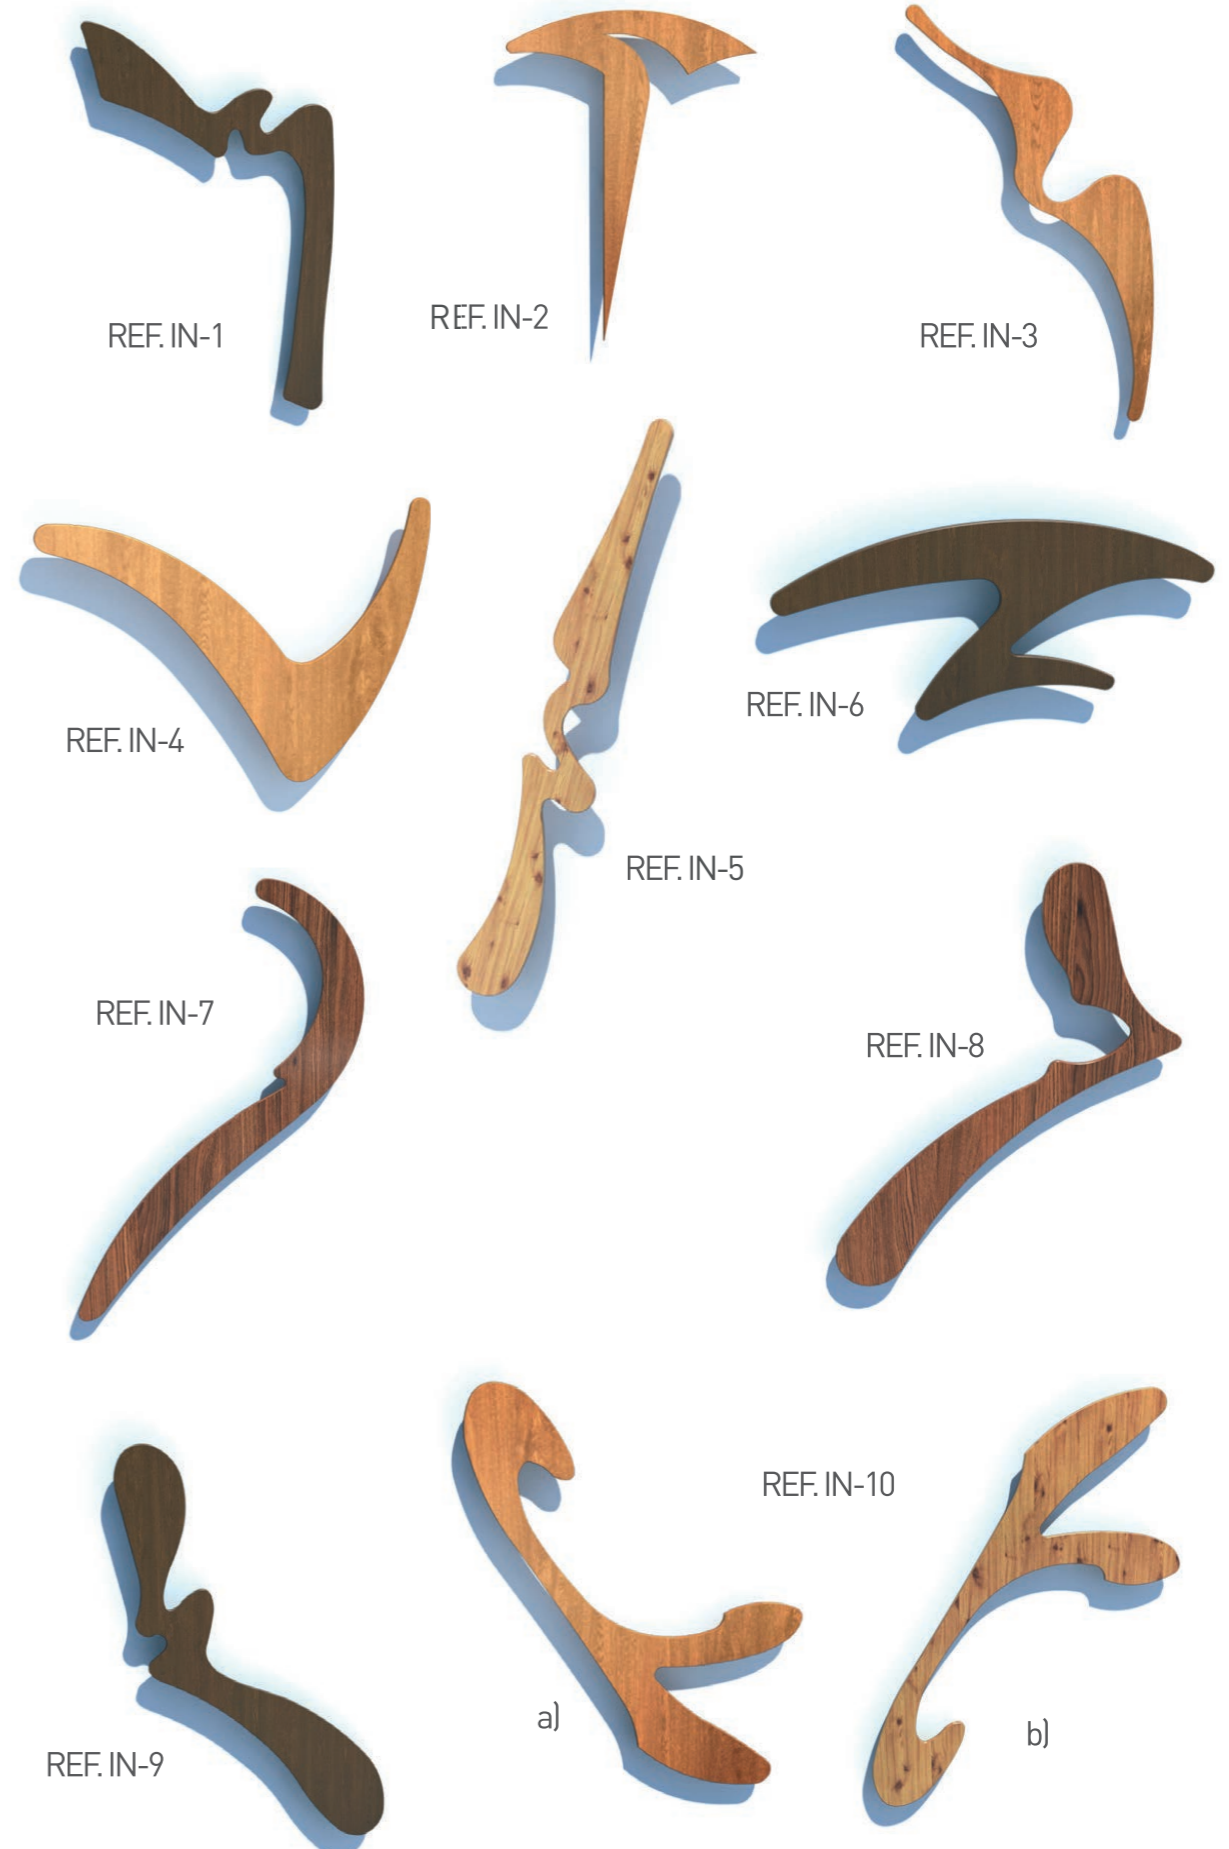 REF. IN-1
REF. IN-2
REF. IN-3
REF. IN-4
REF. IN-5
REF. IN-6
REF. IN-7
REF. IN-8
REF. IN-9
REF. IN-10
a)
b)